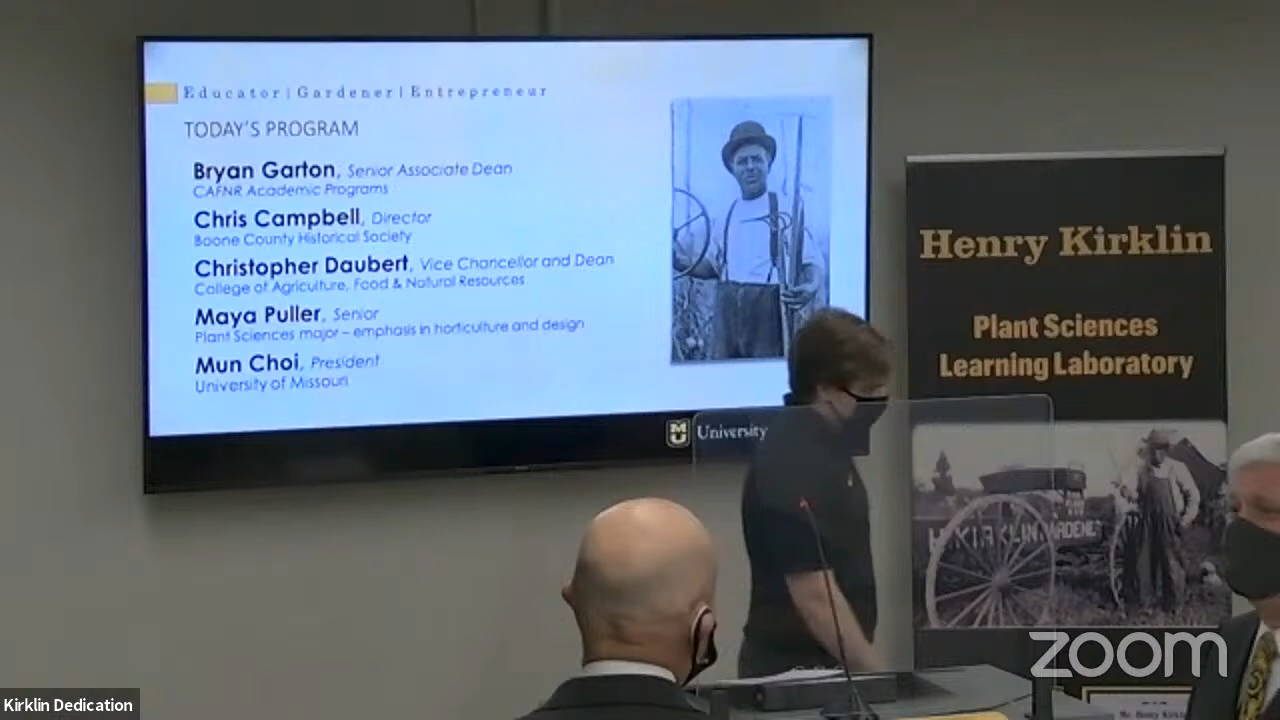 Educator | Gardener | Entrepreneur
TODAY'S PROGRAM
Bryan Garton, Senior Associate Dean
CAFNR Academic Programs
Chris Campbell, Director
Boone County Historical Society
Christopher Daubert, Vice Chancellor and Dean
College of Agriculture, Food & Natural Resources
Maya Puller, Senior
Plant Sciences major – emphasis in horticulture and design
Mun Choi, President
University of Missouri
MU University
Henry Kirklin
Plant Sciences
Learning Laboratory
H. KIRKLIN. GARDENER
zoom
Mr. Henry
Kirklin Dedication